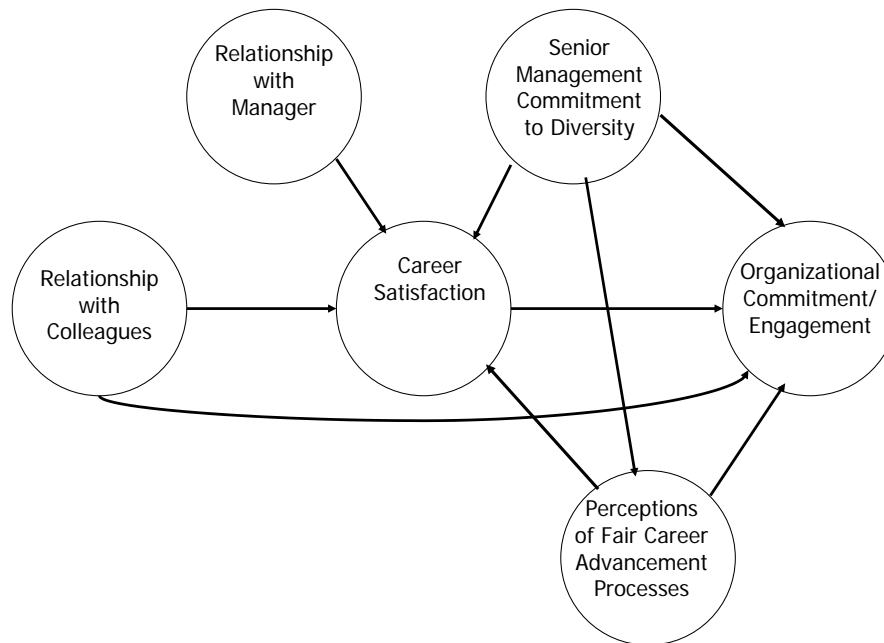 Relationship
with
Manager
Senior
Management
Commitment
to Diversity
Relationship
with
Colleagues
Career
Satisfaction
Organizational
Commitment/
Engagement
Perceptions
of Fair Career
Advancement
Processes